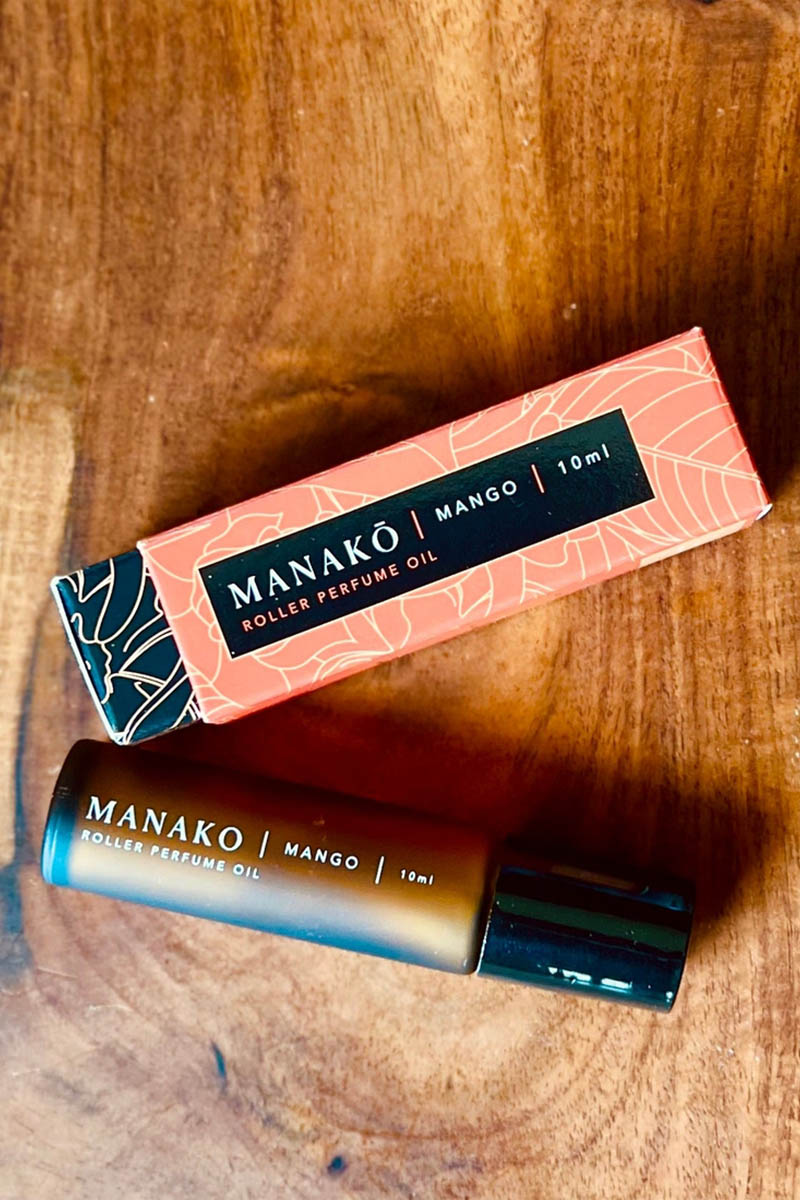 MANAKŌ | MANGO | 10ml
ROLLER PERFUME OIL
MANAKO | MANGO | 10ml
ROLLER PERFUME OIL